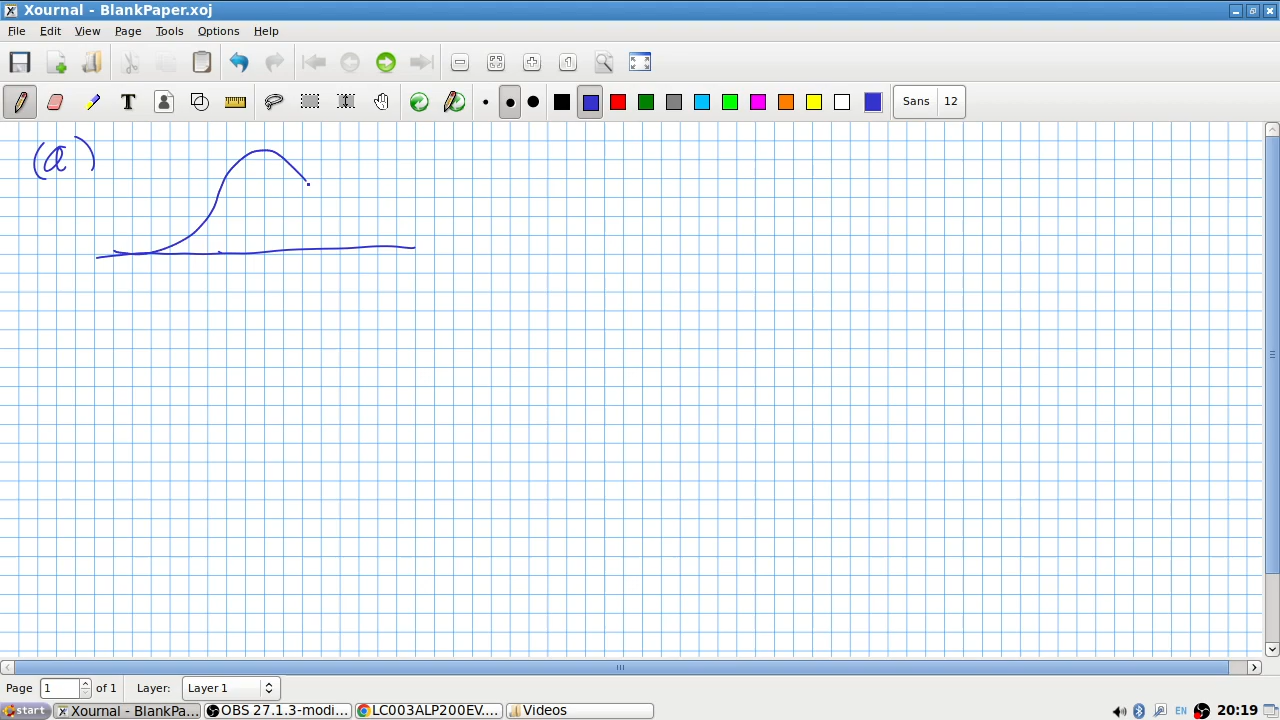 Xournal - BlankPaper.xoj
File Edit View Page Tools Options Help
Sans 12
(a)
Page 1 of 1 Layer: Layer 1
start Xournal - BlankPa... OBS 27.1.3-modi... LC003ALP200EV.... Videos EN 20:19